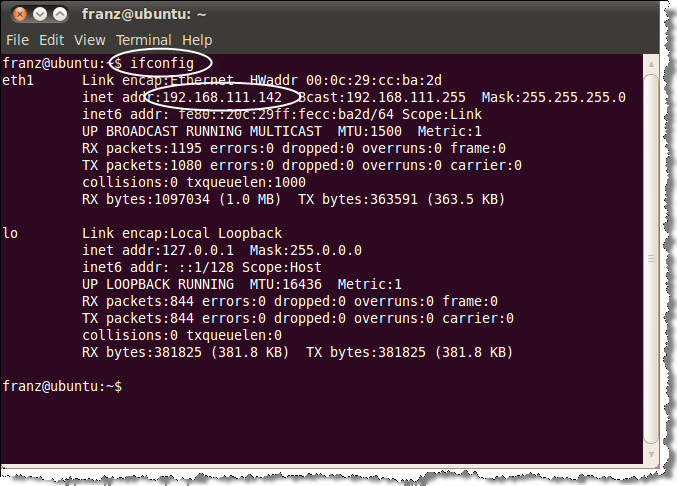 franz@ubuntu: ~
File Edit View Terminal Help
franz@ubuntu:~$ ifconfig
eth1 Link encap:Ethernet HWaddr 00:0c:29:cc:ba:2d
inet addr:192.168.111.142 Bcast:192.168.111.255 Mask:255.255.255.0
inet6 addr: fe80::20c:29ff:fecc:ba2d/64 Scope:Link
UP BROADCAST RUNNING MULTICAST MTU:1500 Metric:1
RX packets:1195 errors:0 dropped:0 overruns:0 frame:0
TX packets:1080 errors:0 dropped:0 overruns:0 carrier:0
collisions:0 txqueuelen:1000
RX bytes:1097034 (1.0 MB) TX bytes:363591 (363.5 KB)
lo Link encap:Local Loopback
inet addr:127.0.0.1 Mask:255.0.0.0
inet6 addr: ::1/128 Scope:Host
UP LOOPBACK RUNNING MTU:16436 Metric:1
RX packets:844 errors:0 dropped:0 overruns:0 frame:0
TX packets:844 errors:0 dropped:0 overruns:0 carrier:0
collisions:0 txqueuelen:0
RX bytes:381825 (381.8 KB) TX bytes:381825 (381.8 KB)
franz@ubuntu:~$